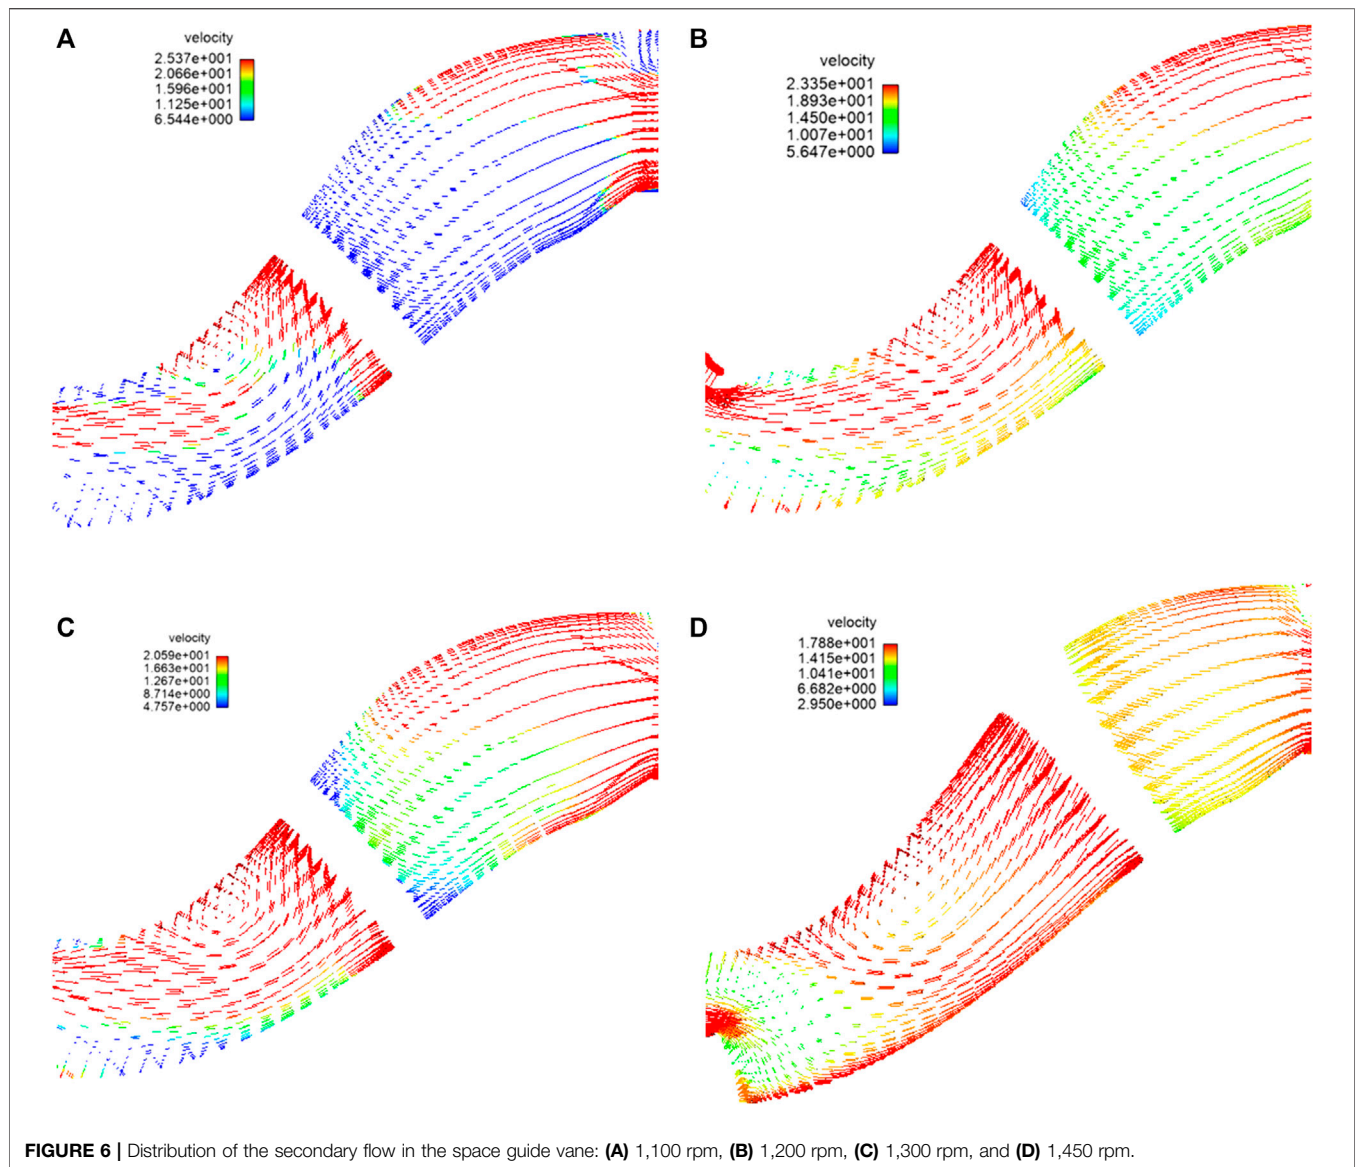 A
velocity
2.537e+001
2.066e+001
1.596e+001
1.125e+001
6.544e+000
B
velocity
2.335e+001
1.893e+001
1.450e+001
1.007e+001
5.647e+000
C
velocity
2.059e+001
1.663e+001
1.267e+001
8.714e+000
4.757e+000
D
velocity
1.788e+001
1.415e+001
1.041e+001
6.682e+000
2.950e+000
FIGURE 6 | Distribution of the secondary flow in the space guide vane: (A) 1,100 rpm, (B) 1,200 rpm, (C) 1,300 rpm, and (D) 1,450 rpm.